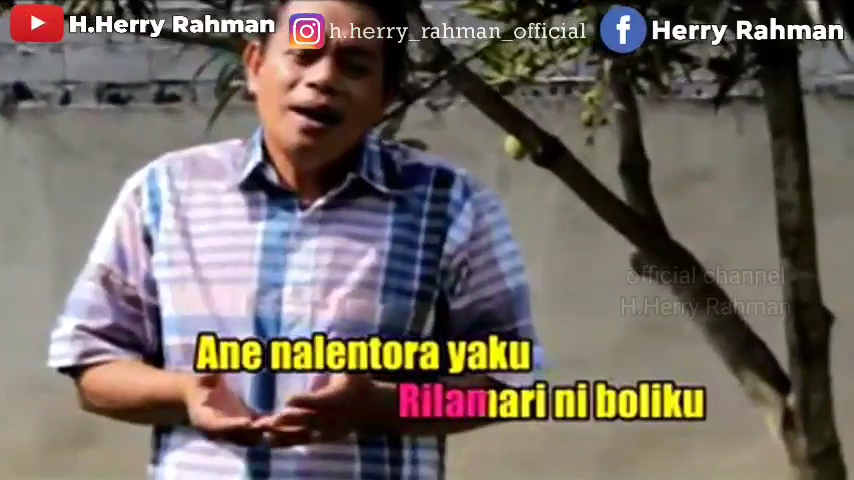 H.Herry Rahman
h.herry_rahman_official
Herry Rahman
official channel
H.Herry Rahman
Ane nalentora yaku
Rilamari ni boliku